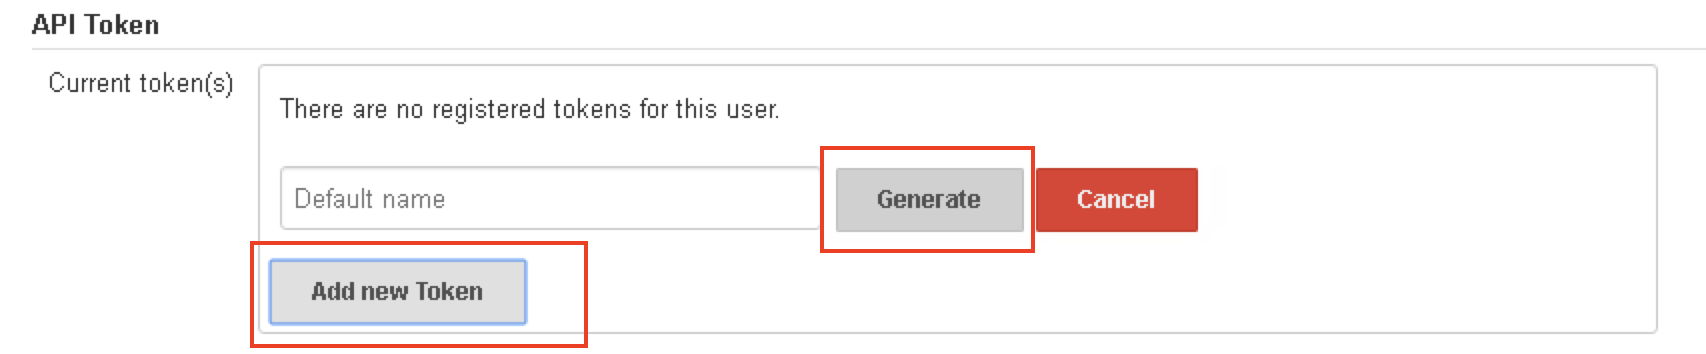 API Token
Current token(s)
There are no registered tokens for this user.
Default name
Generate
Cancel
Add new Token